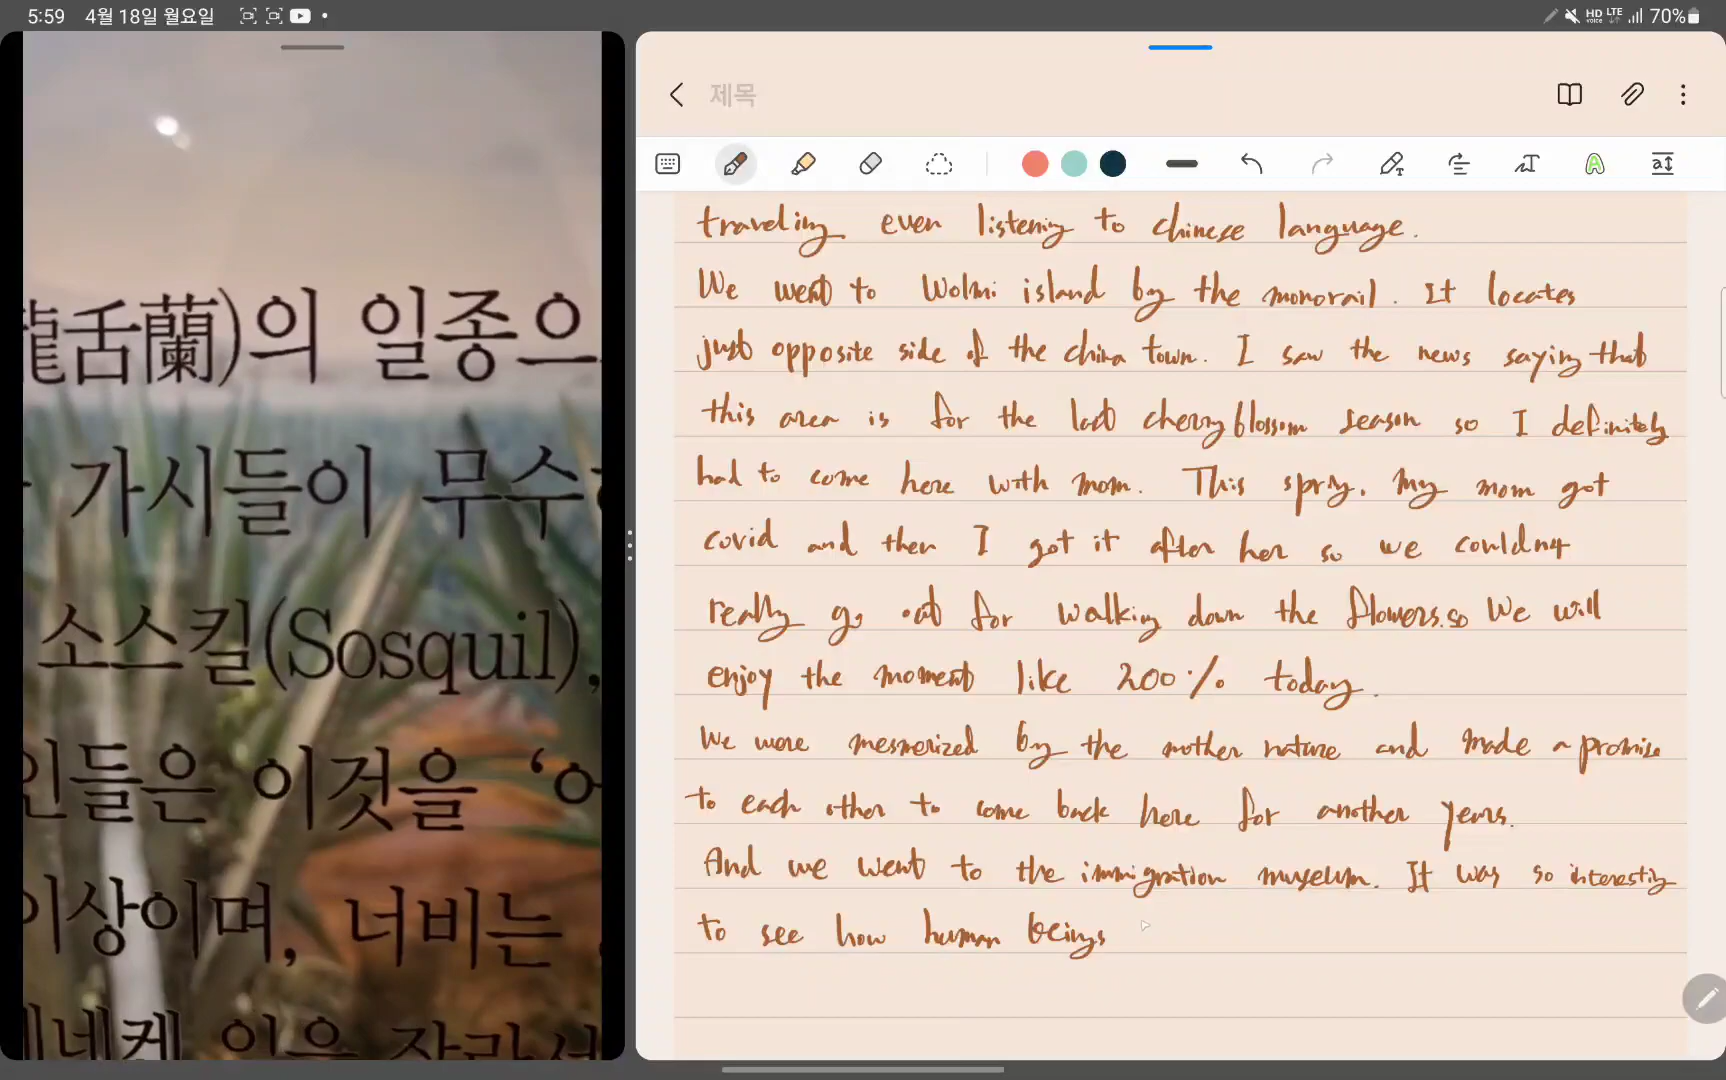 5:59 4월 18일 월요일
HD voice LTE 70%
龍舌蘭)의 일종으
가시들이 무수
소스킬(Sosquil),
인들은 이것을 ‘
이상이며, 너비는
제목
traveling even listening to chinese language.
We went to Wolmi island by the monorail. It locates
just opposite side of the china town. I saw the news saying that
this area is for the last cherry blossom season so I definitely
had to come here with mom. This spring, my mom got
covid and then I got it after her so we couldn't
really go out for walking down the flowers.so We will
enjoy the moment like 200% today.
We were mesmerized by the mother nature and made a promise
to each other to come back here for another years.
And we went to the immigration museum. It was so interesting
to see how human beings